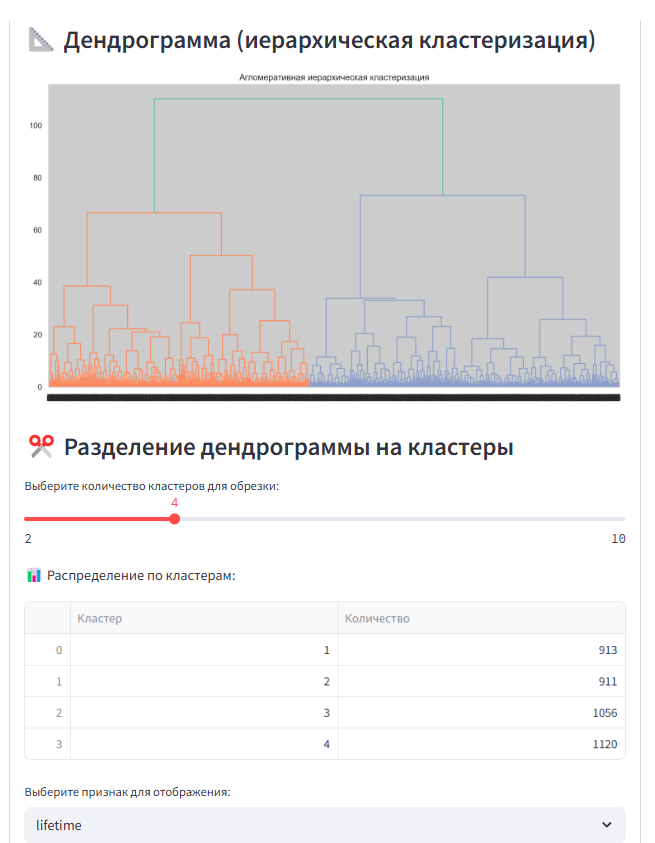 Дендрограмма (иерархическая кластеризация)
Агломеративная иерархическая кластеризация
100
80
60
40
20
0
Разделение дендрограммы на кластеры
Выберите количество кластеров для обрезки:
4
2 10
Распределение по кластерам:
Кластер Количество
0 1 913
1 2 911
2 3 1056
3 4 1120
Выберите признак для отображения:
lifetime